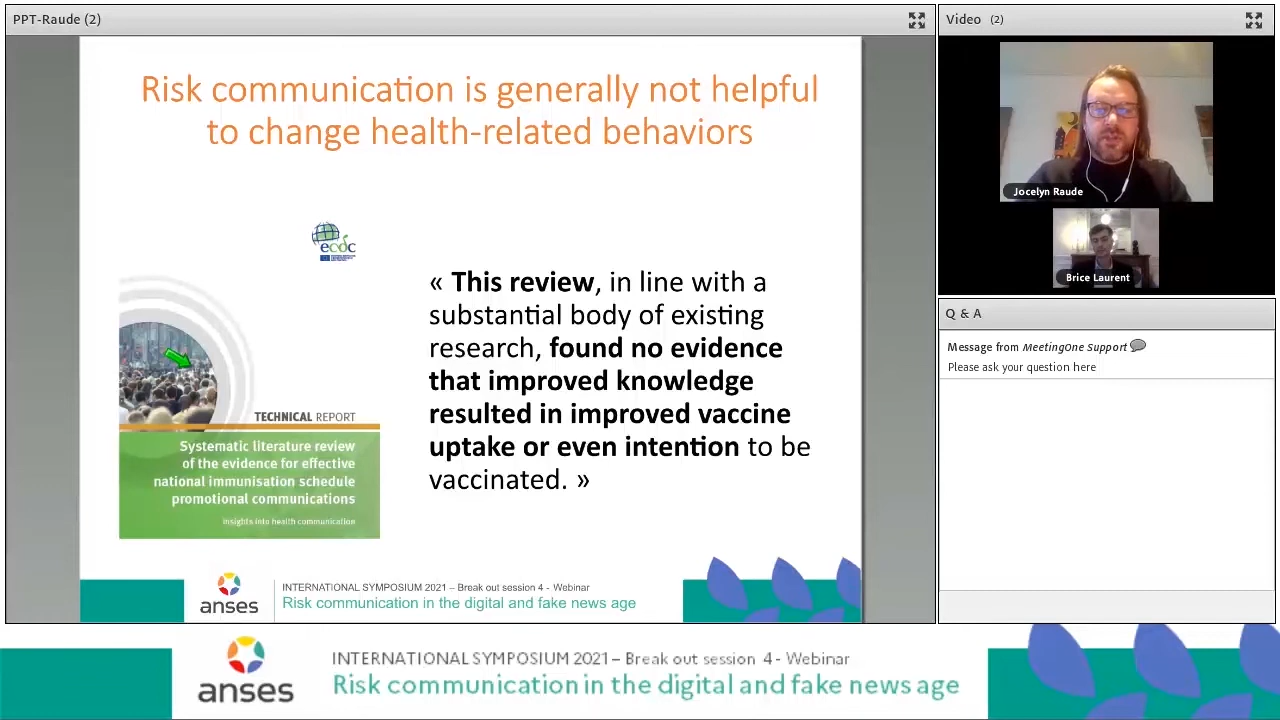 PPT-Raude (2)
Risk communication is generally not helpful
to change health-related behaviors
ecdc
« This review, in line with a
substantial body of existing
research, found no evidence
that improved knowledge
resulted in improved vaccine
uptake or even intention to be
vaccinated. »
TECHNICAL REPORT
Systematic literature review
of the evidence for effective
national immunisation schedule
promotional communications
insights into health communication
anses
INTERNATIONAL SYMPOSIUM 2021 – Break out session 4 - Webinar
Risk communication in the digital and fake news age
Video (2)
Jocelyn Raude
Brice Laurent
Q & A
Message from MeetingOne Support
Please ask your question here
anses
INTERNATIONAL SYMPOSIUM 2021 – Break out session 4 - Webinar
Risk communication in the digital and fake news age